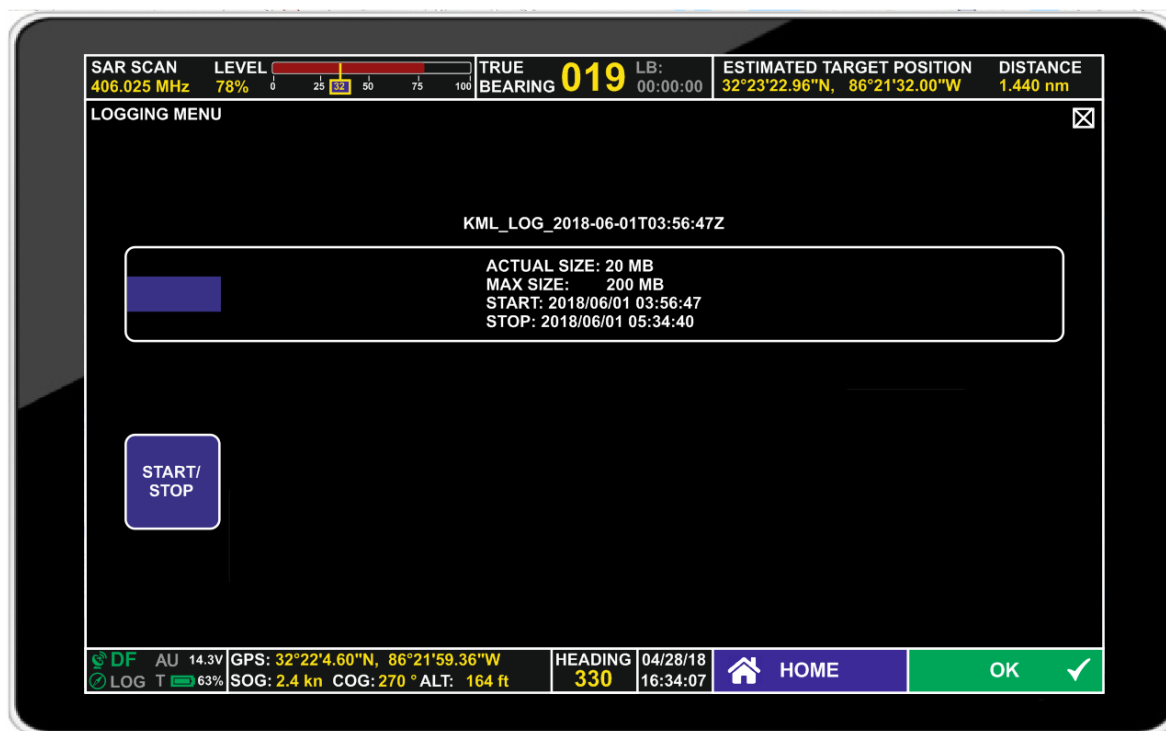 SAR SCAN LEVEL TRUE LB: ESTIMATED TARGET POSITION DISTANCE
406.025 MHz 78% 0 25 32 50 75 100 BEARING 019 00:00:00 32°23'22.96"N, 86°21'32.00"W 1.440 nm
LOGGING MENU
KML_LOG_2018-06-01T03:56:47Z
ACTUAL SIZE: 20 MB
MAX SIZE: 200 MB
START: 2018/06/01 03:56:47
STOP: 2018/06/01 05:34:40
START/
STOP
DF AU 14.3V GPS: 32°22'4.60"N, 86°21'59.36"W HEADING 04/28/18 HOME OK
LOG T 63% SOG: 2.4 kn COG: 270 ° ALT: 164 ft 330 16:34:07